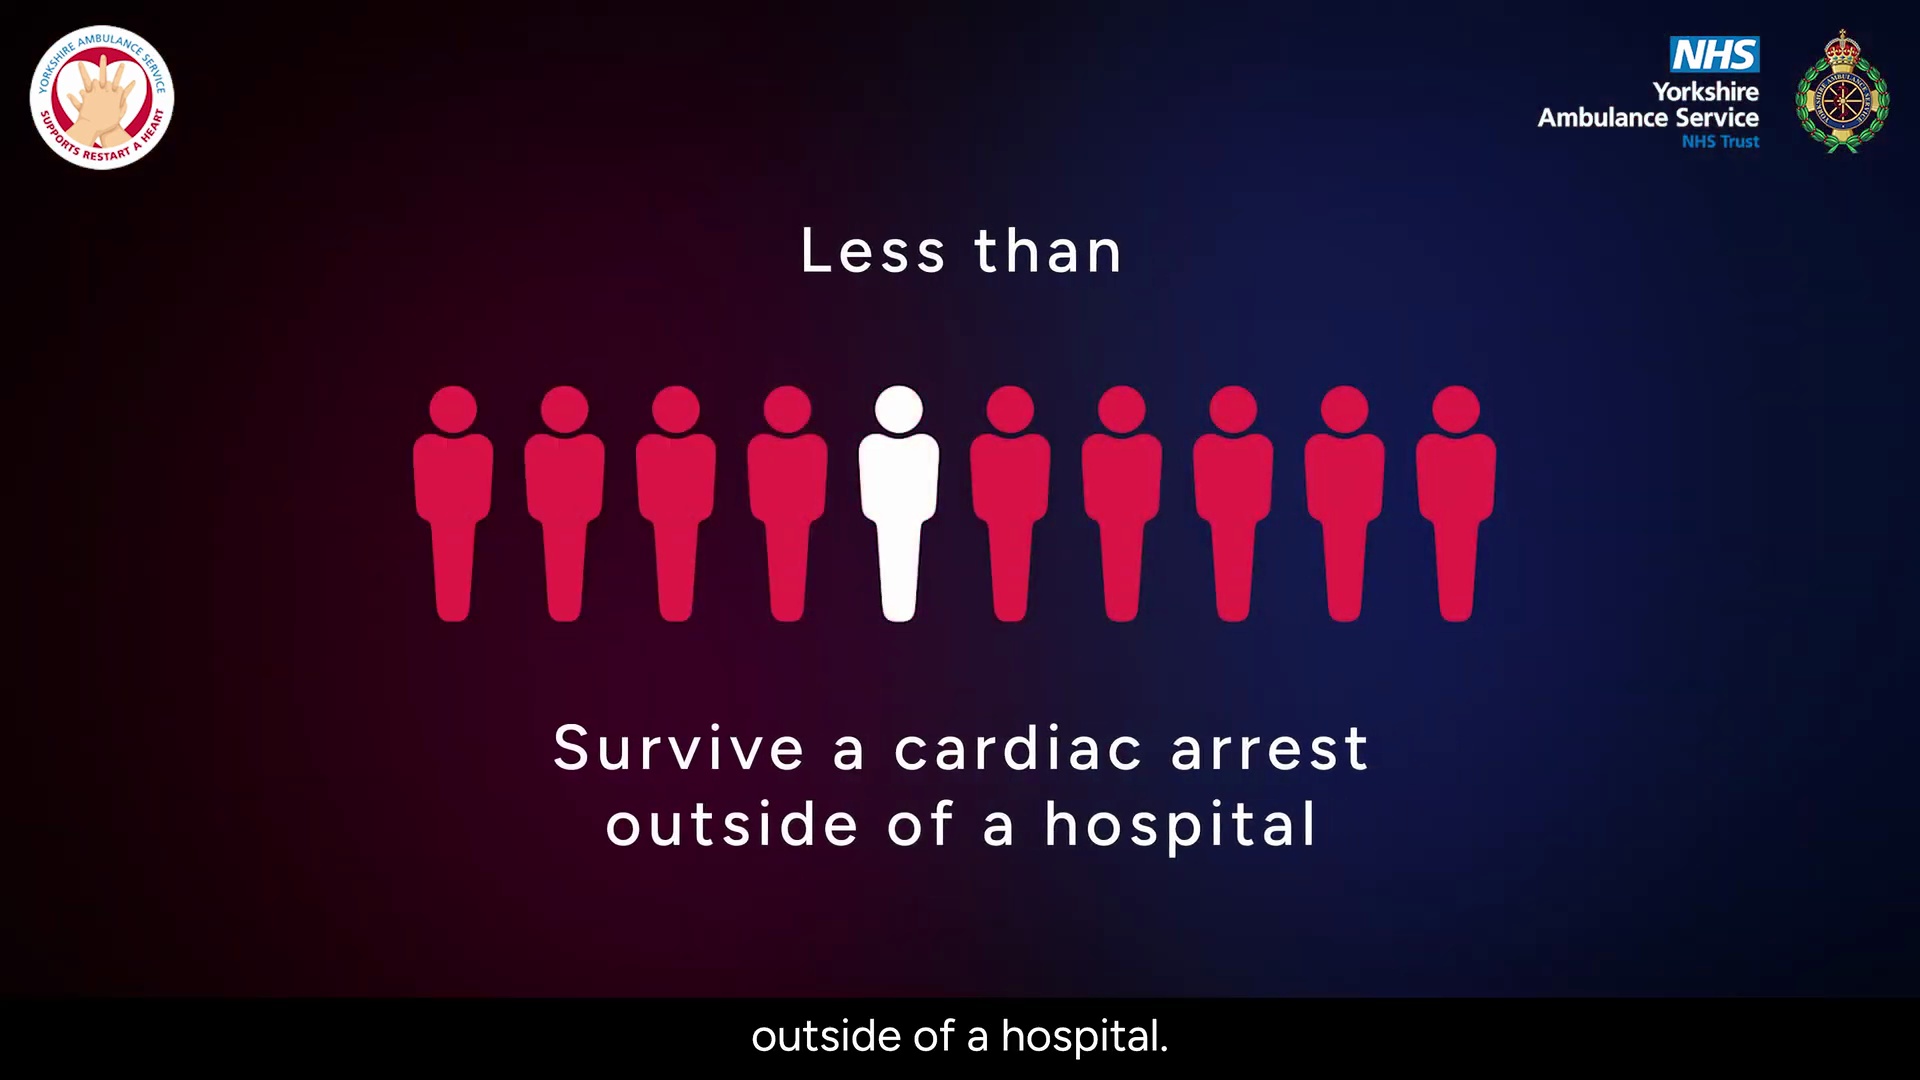 YORKSHIRE AMBULANCE SERVICE
SUPPORTS RESTART A HEART
NHS
Yorkshire
Ambulance Service
NHS Trust
Less than
Survive a cardiac arrest
outside of a hospital
outside of a hospital.